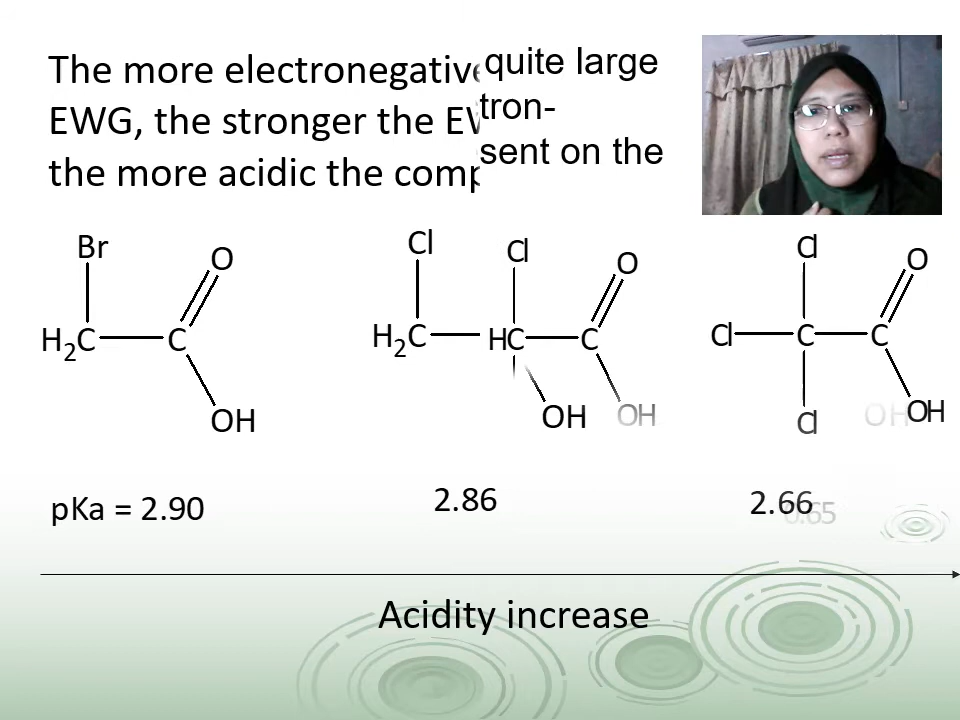 The more electronegative quite large
EWG, the stronger the EW tron-
the more acidic the comp sent on the
Br
O
H2C
C
OH
Cl
Cl
O
H2C
HC
C
OH
OH
Cl
O
Cl
C
C
Cl
OH
OH
pKa = 2.90
2.86
2.66
0.65
Acidity increase